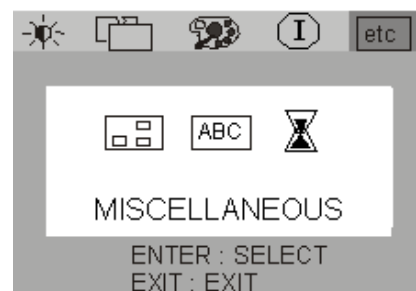 I etc
ABC
MISCELLANEOUS
ENTER : SELECT
EXIT : EXIT